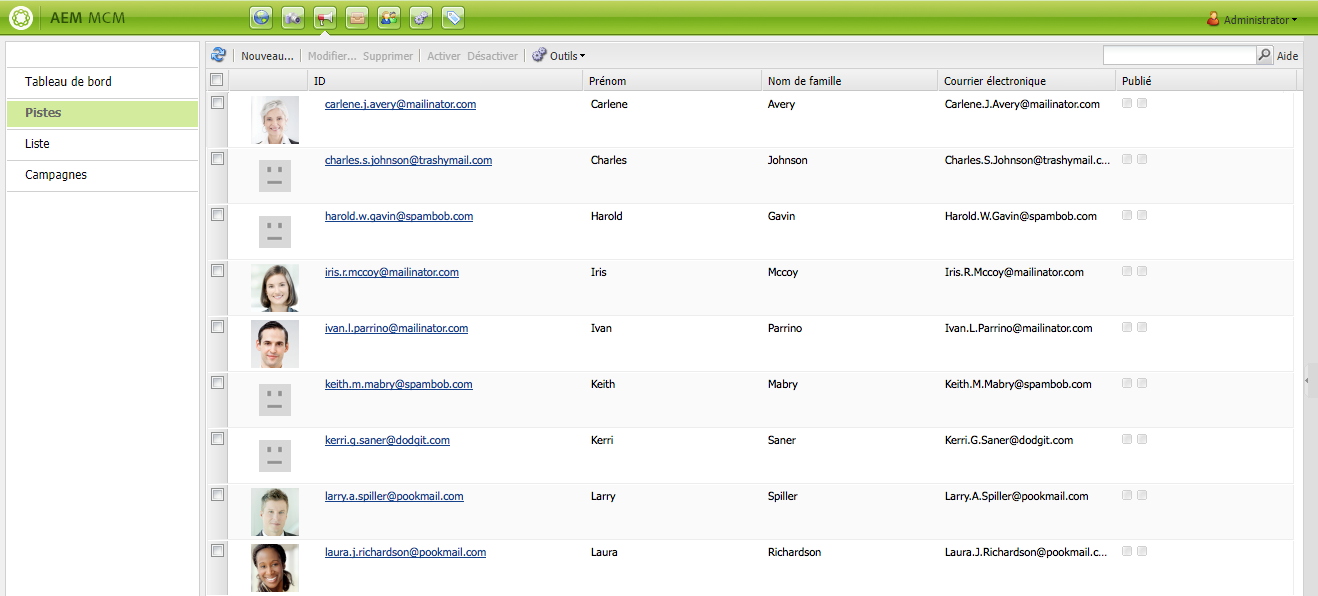 AEM MCM
Administrator
Tableau de bord
Pistes
Liste
Campagnes
Nouveau... Modifier... Supprimer Activer Désactiver Outils Aide
ID Prénom Nom de famille Courrier électronique Publié
carlene.j.avery@mailinator.com Carlene Avery Carlene.J.Avery@mailinator.com
charles.s.johnson@trashymail.com Charles Johnson Charles.S.Johnson@trashymail.c...
harold.w.gavin@spambob.com Harold Gavin Harold.W.Gavin@spambob.com
iris.r.mccoy@mailinator.com Iris Mccoy Iris.R.Mccoy@mailinator.com
ivan.l.parrino@mailinator.com Ivan Parrino Ivan.L.Parrino@mailinator.com
keith.m.mabry@spambob.com Keith Mabry Keith.M.Mabry@spambob.com
kerri.g.saner@dodgit.com Kerri Saner Kerri.G.Saner@dodgit.com
larry.a.spiller@pookmail.com Larry Spiller Larry.A.Spiller@pookmail.com
laura.j.richardson@pookmail.com Laura Richardson Laura.J.Richardson@pookmail.c...